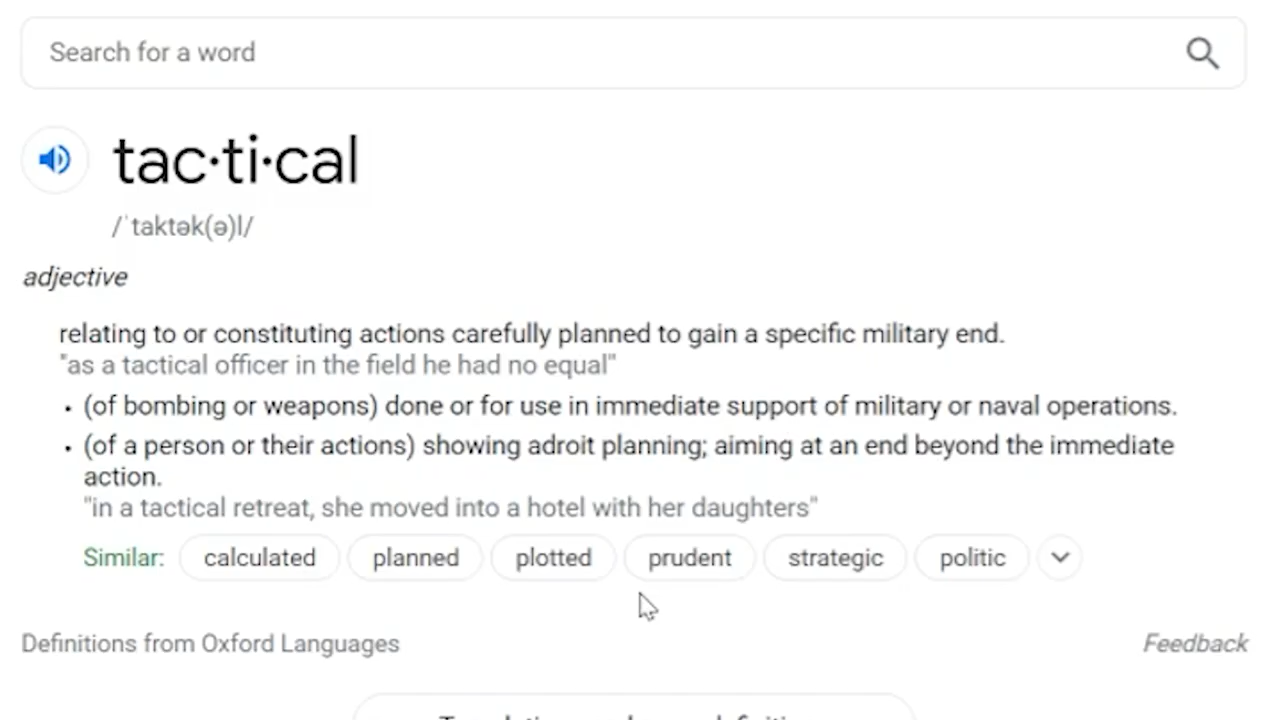 Search for a word
tac·ti·cal
/ˈtaktək(ə)l/
adjective
relating to or constituting actions carefully planned to gain a specific military end.
"as a tactical officer in the field he had no equal"
• (of bombing or weapons) done or for use in immediate support of military or naval operations.
• (of a person or their actions) showing adroit planning; aiming at an end beyond the immediate
action.
"in a tactical retreat, she moved into a hotel with her daughters"
Similar: calculated planned plotted prudent strategic politic
Definitions from Oxford Languages Feedback